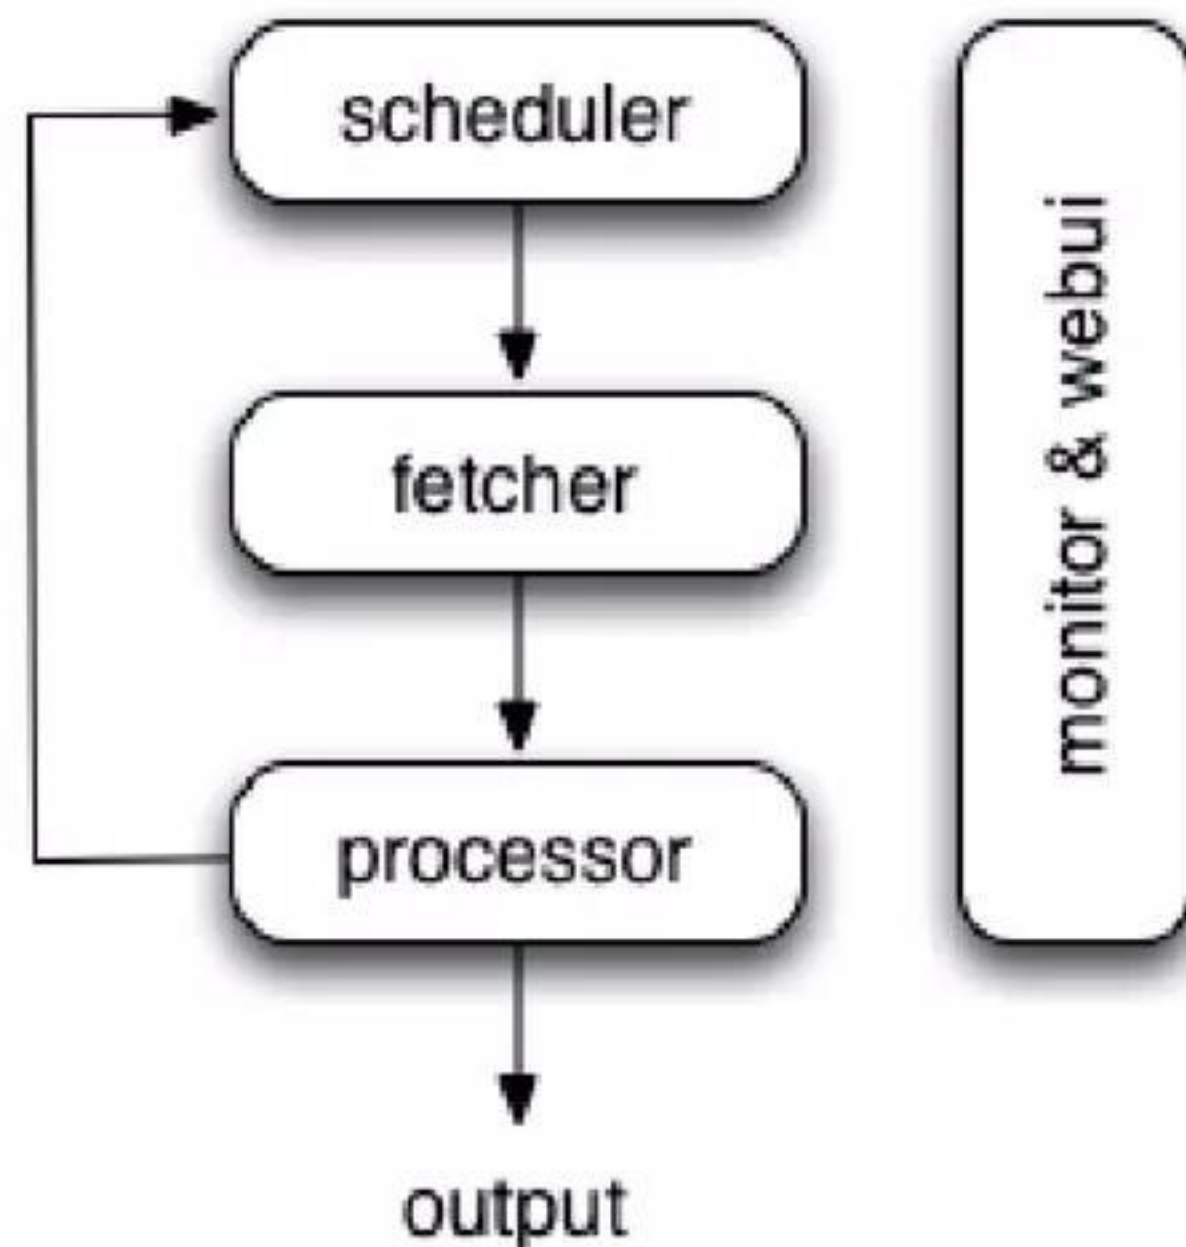 scheduler
fetcher
processor
output
monitor & webui